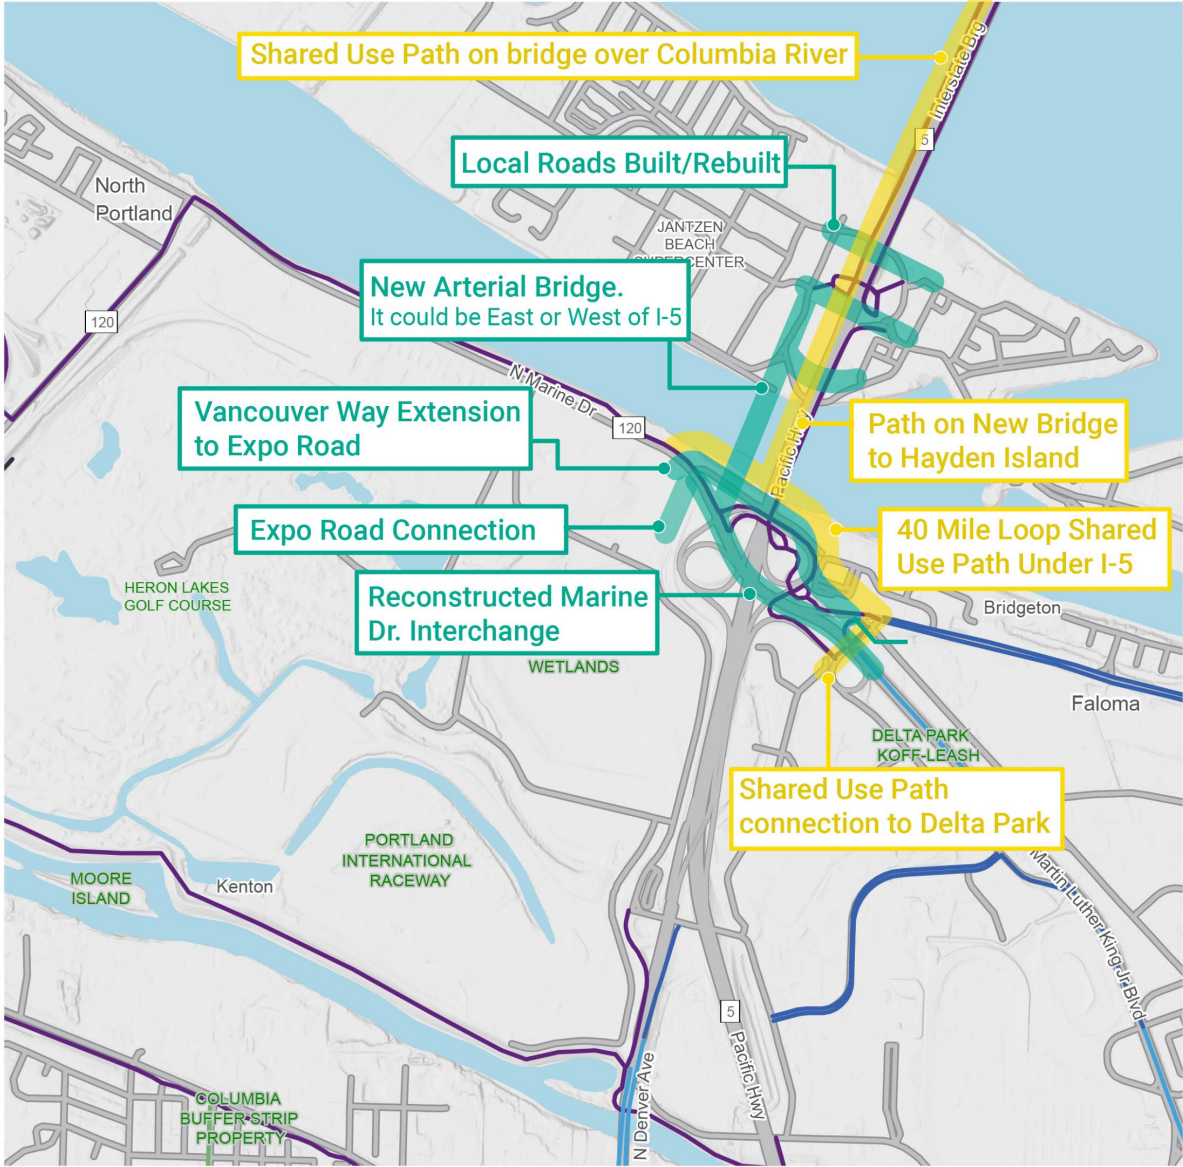 Shared Use Path on bridge over Columbia River
Interstate Brg
5
Local Roads Built/Rebuilt
North
Portland
JANTZEN
BEACH
SUPERCENTER
New Arterial Bridge.
It could be East or West of I-5
120
N Marine Dr
Vancouver Way Extension
to Expo Road
120
Pacific Hwy
Path on New Bridge
to Hayden Island
Expo Road Connection
40 Mile Loop Shared
Use Path Under I-5
HERON LAKES
GOLF COURSE
Reconstructed Marine
Dr. Interchange
Bridgeton
WETLANDS
Faloma
DELTA PARK
KOFF-LEASH
Shared Use Path
connection to Delta Park
PORTLAND
INTERNATIONAL
RACEWAY
MOORE
ISLAND
Kenton
Martin Luther King Jr Blvd
5
Pacific Hwy
N Denver Ave
COLUMBIA
BUFFER STRIP
PROPERTY